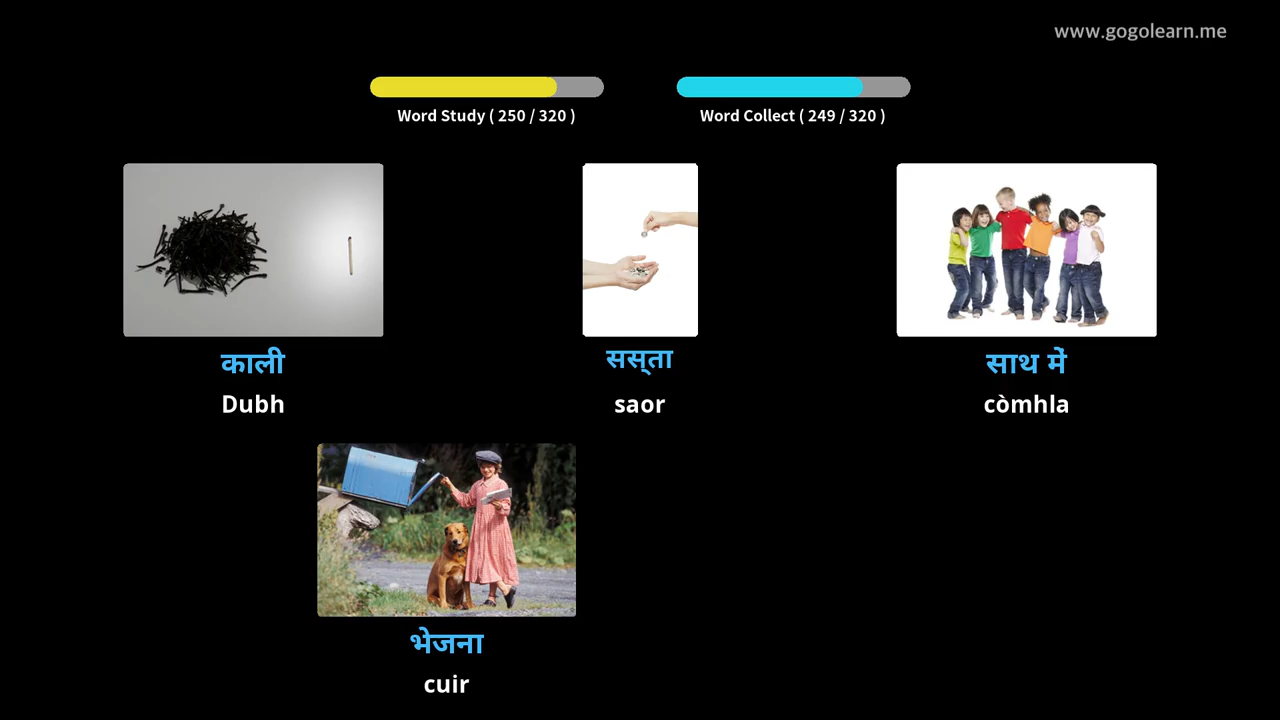 www.gogolearn.me
Word Study ( 250 / 320 )
Word Collect ( 249 / 320 )
काली
Dubh
सस्ता
saor
साथ में
còmhla
भेजना
cuir